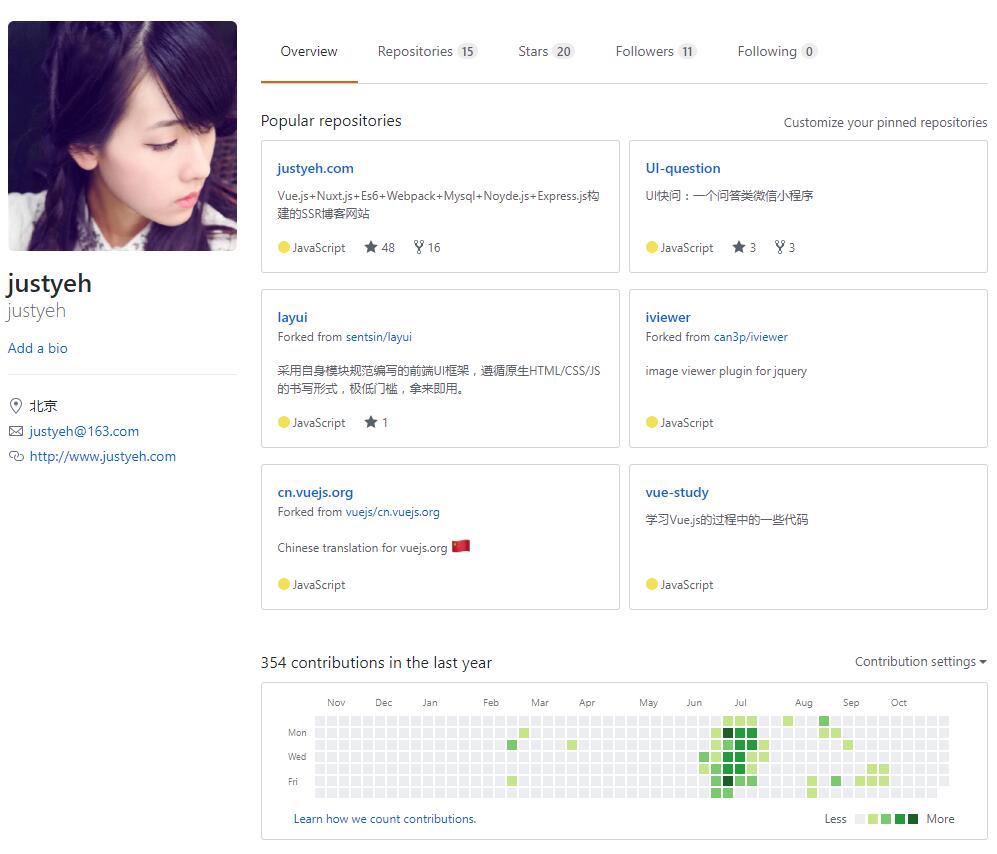 Overview Repositories 15 Stars 20 Followers 11 Following 0
Popular repositories
Customize your pinned repositories
justyeh.com
Vue.js+Nuxt.js+Es6+Webpack+Mysql+Noyde.js+Express.js构
建的SSR博客网站
JavaScript 48 16
UI-question
UI快问：一个问答类微信小程序
JavaScript 3 3
layui
Forked from sentsin/layui
采用自身模块规范编写的前端UI框架，遵循原生HTML/CSS/JS
的书写形式，极低门槛，拿来即用。
JavaScript 1
iviewer
Forked from can3p/iviewer
image viewer plugin for jquery
JavaScript
cn.vuejs.org
Forked from vuejs/cn.vuejs.org
Chinese translation for vuejs.org 🇨🇳
JavaScript
vue-study
学习Vue.js的过程中的一些代码
JavaScript
justyeh
justyeh
Add a bio
北京
justyeh@163.com
http://www.justyeh.com
354 contributions in the last year
Contribution settings
Nov Dec Jan Feb Mar Apr May Jun Jul Aug Sep Oct
Mon
Wed
Fri
Learn how we count contributions.
Less More